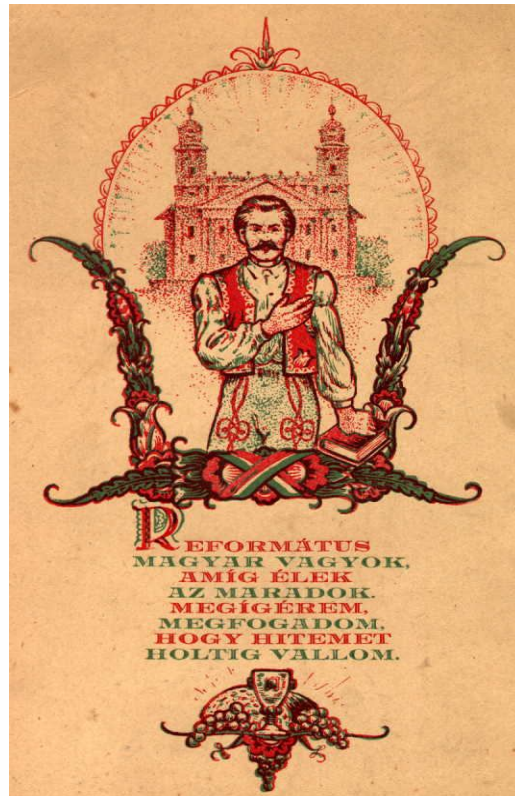 REFORMÁTUS
MAGYAR VAGYOK,
AMÍG ÉLEK
AZ MARADOK.
MEGÍGÉREM,
MEGFOGADOM,
HOGY HITEMET
HOLTIG VALLOM.